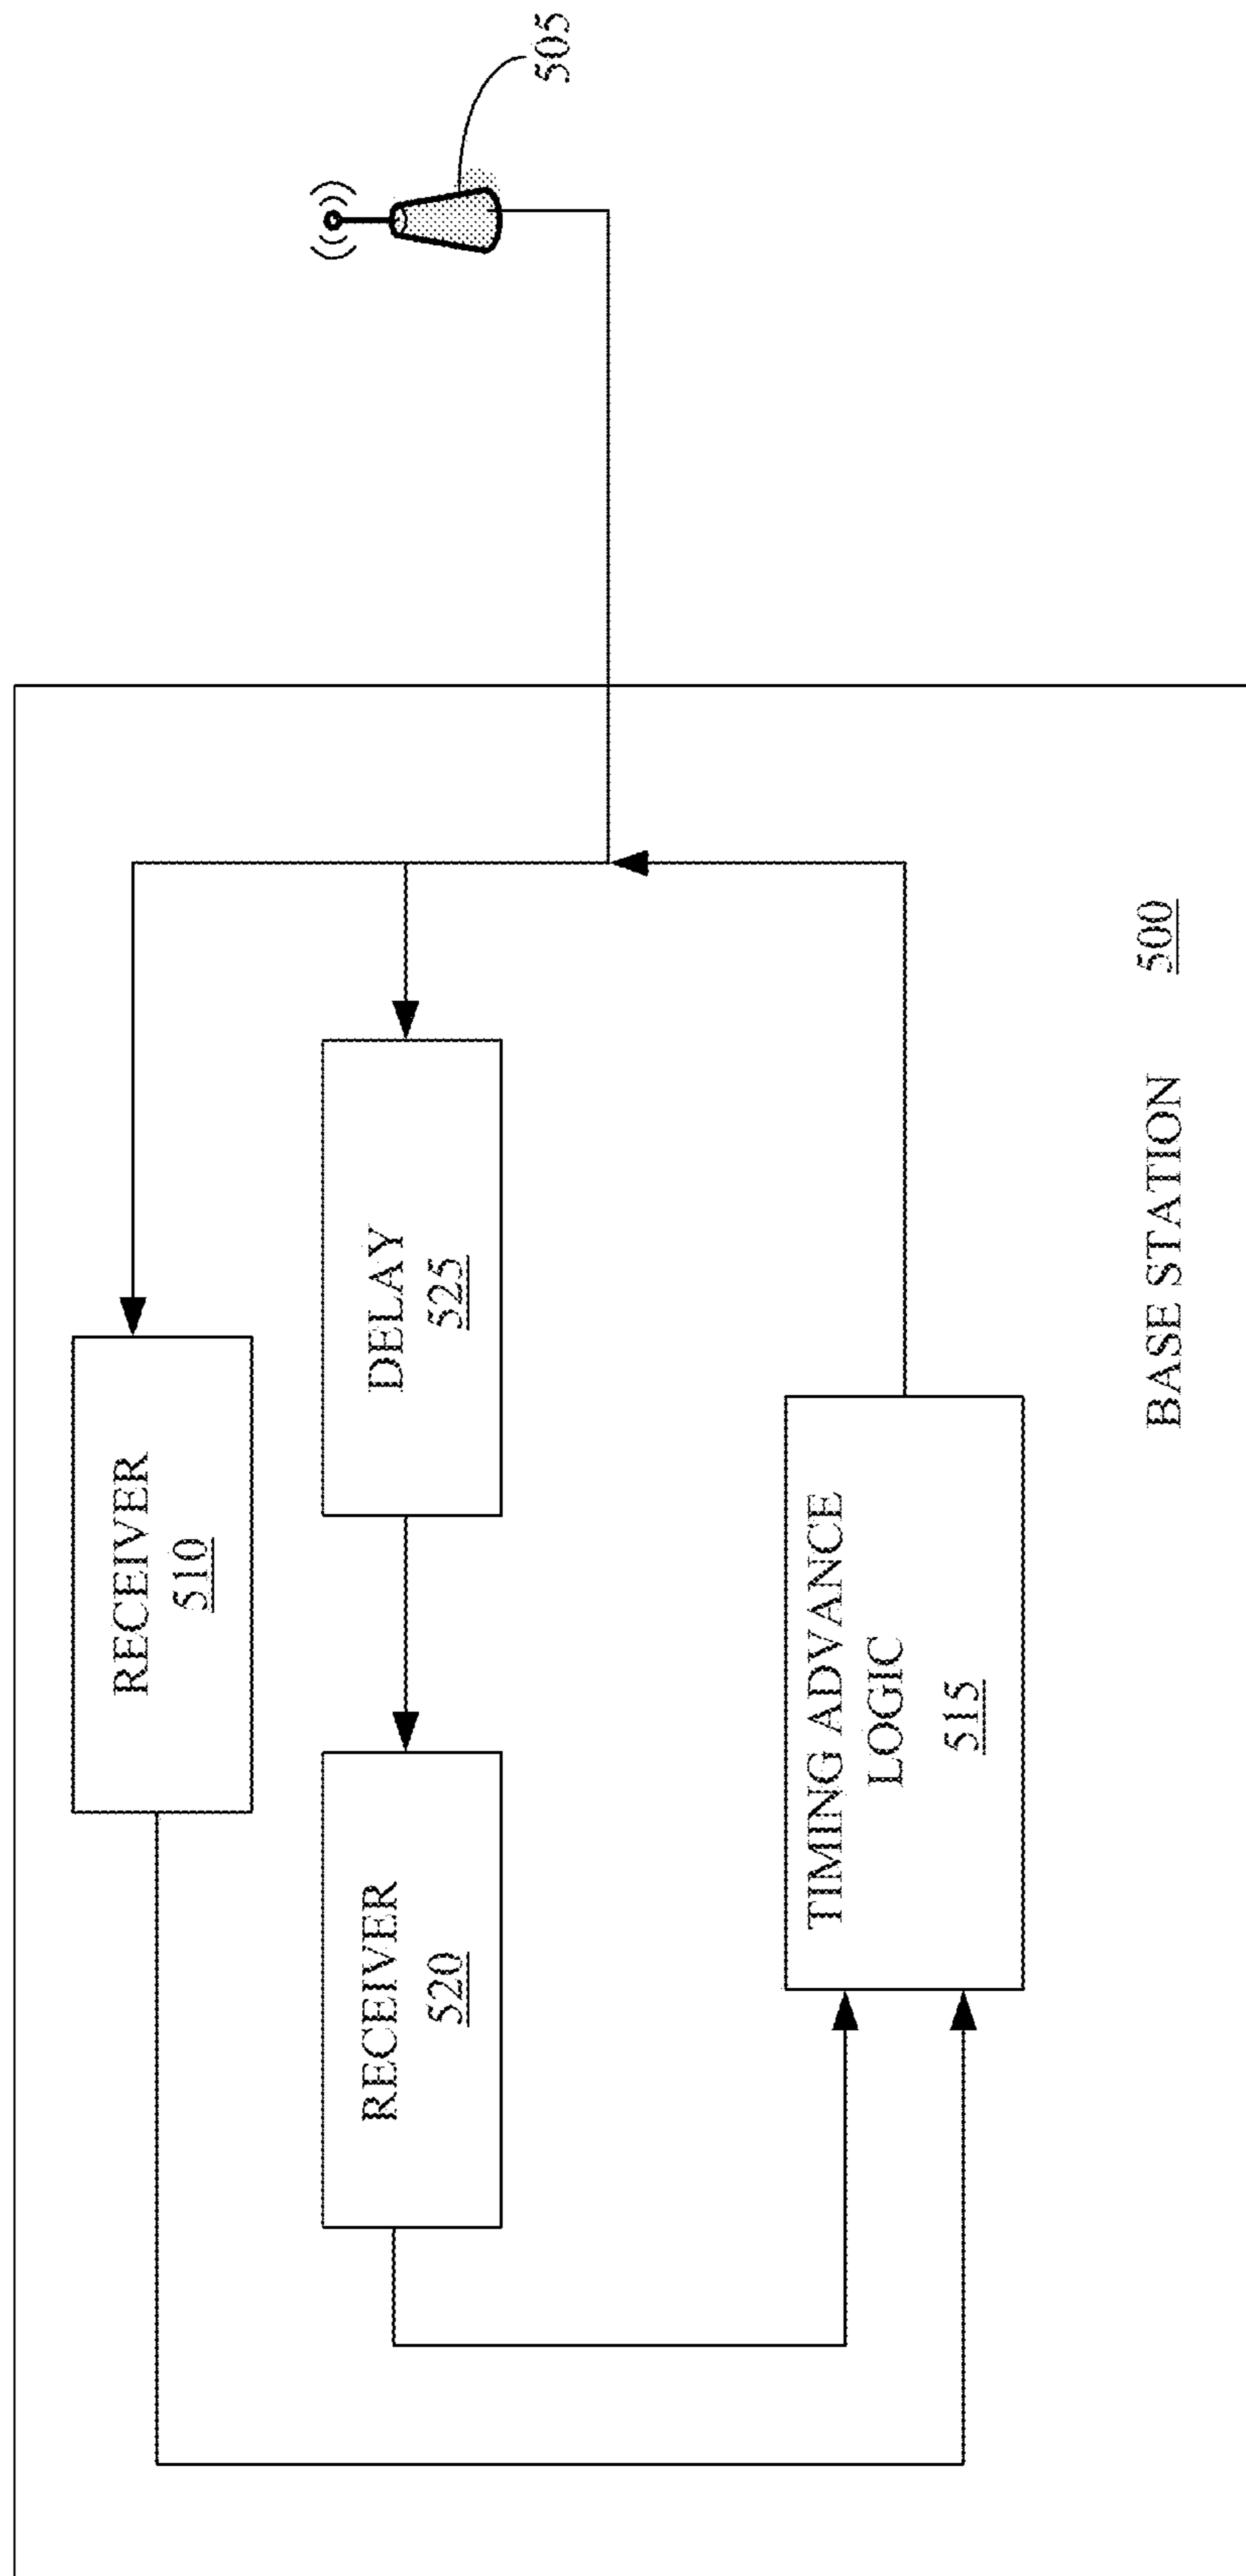 RECEIVER
510
RECEIVER
520
DELAY
525
505
TIMING ADVANCE
LOGIC
515
BASE STATION 500